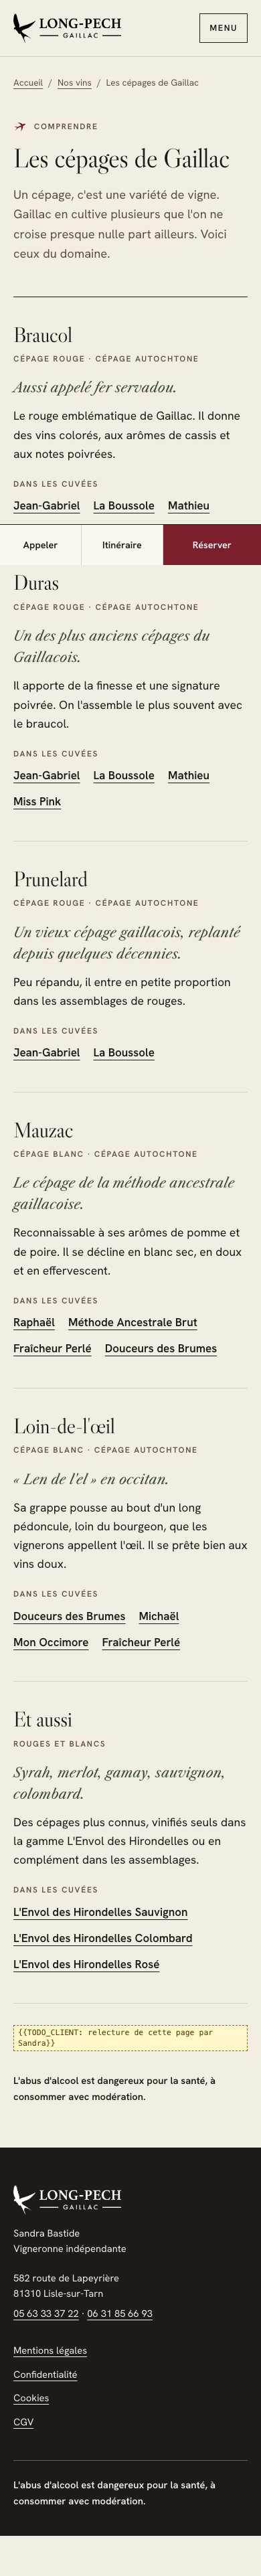 LONG-PECH
GAILLAC
MENU
Accueil / Nos vins / Les cépages de Gaillac
COMPRENDRE
Les cépages de Gaillac
Un cépage, c'est une variété de vigne.
Gaillac en cultive plusieurs que l'on ne
croise presque nulle part ailleurs. Voici
ceux du domaine.
Braucol
CÉPAGE ROUGE · CÉPAGE AUTOCHTONE
Aussi appelé fer servadou.
Le rouge emblématique de Gaillac. Il donne
des vins colorés, aux arômes de cassis et
aux notes poivrées.
DANS LES CUVÉES
Jean-Gabriel La Boussole Mathieu
Appeler Itinéraire Réserver
Duras
CÉPAGE ROUGE · CÉPAGE AUTOCHTONE
Un des plus anciens cépages du
Gaillacois.
Il apporte de la finesse et une signature
poivrée. On l'assemble le plus souvent avec
le braucol.
DANS LES CUVÉES
Jean-Gabriel La Boussole Mathieu
Miss Pink
Prunelard
CÉPAGE ROUGE · CÉPAGE AUTOCHTONE
Un vieux cépage gaillacois, replanté
depuis quelques décennies.
Peu répandu, il entre en petite proportion
dans les assemblages de rouges.
DANS LES CUVÉES
Jean-Gabriel La Boussole
Mauzac
CÉPAGE BLANC · CÉPAGE AUTOCHTONE
Le cépage de la méthode ancestrale
gaillacoise.
Reconnaissable à ses arômes de pomme et
de poire. Il se décline en blanc sec, en doux
et en effervescent.
DANS LES CUVÉES
Raphaël Méthode Ancestrale Brut
Fraîcheur Perlé Douceurs des Brumes
Loin-de-l'œil
CÉPAGE BLANC · CÉPAGE AUTOCHTONE
« Len de l'el » en occitan.
Sa grappe pousse au bout d'un long
pédoncule, loin du bourgeon, que les
vignerons appellent l'œil. Il se prête bien aux
vins doux.
DANS LES CUVÉES
Douceurs des Brumes Michaël
Mon Occimore Fraîcheur Perlé
Et aussi
ROUGES ET BLANCS
Syrah, merlot, gamay, sauvignon,
colombard.
Des cépages plus connus, vinifiés seuls dans
la gamme L'Envol des Hirondelles ou en
complément dans les assemblages.
DANS LES CUVÉES
L'Envol des Hirondelles Sauvignon
L'Envol des Hirondelles Colombard
L'Envol des Hirondelles Rosé
{{TODO_CLIENT: relecture de cette page par
Sandra}}
L'abus d'alcool est dangereux pour la santé, à
consommer avec modération.
LONG-PECH
GAILLAC
Sandra Bastide
Vigneronne indépendante
582 route de Lapeyrière
81310 Lisle-sur-Tarn
05 63 33 37 22 · 06 31 85 66 93
Mentions légales
Confidentialité
Cookies
CGV
L'abus d'alcool est dangereux pour la santé, à
consommer avec modération.